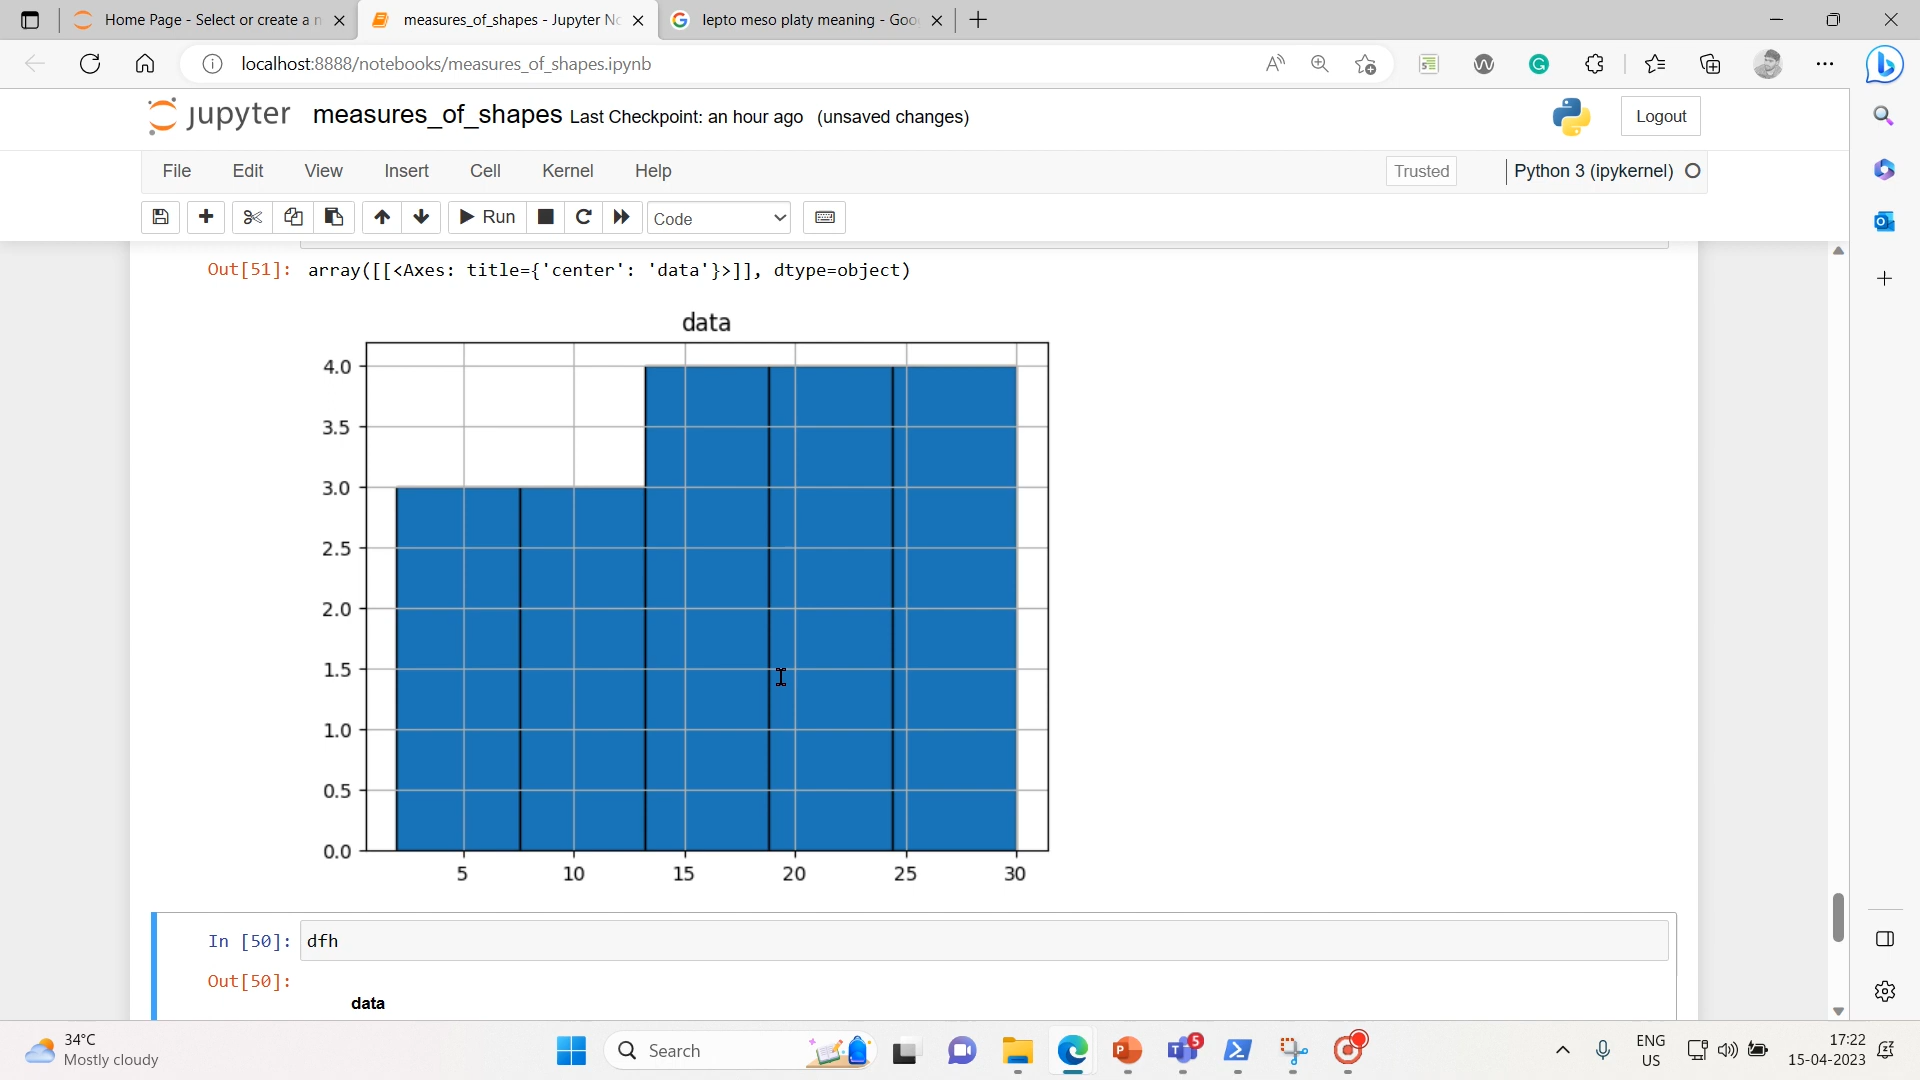 Home Page - Select or create a n
measures_of_shapes - Jupyter No
lepto meso platy meaning - Goo
localhost:8888/notebooks/measures_of_shapes.ipynb
jupyter measures_of_shapes Last Checkpoint: an hour ago (unsaved changes)
Logout
File Edit View Insert Cell Kernel Help
Trusted
Python 3 (ipykernel)
Run
Code
Out[51]: array([[<Axes: title={'center': 'data'}>]], dtype=object)
data
4.0
3.5
3.0
2.5
2.0
1.5
1.0
0.5
0.0
5 10 15 20 25 30
In [50]: dfh
Out[50]:
data
34°C
Mostly cloudy
Search
5
ENG
US
17:22
15-04-2023